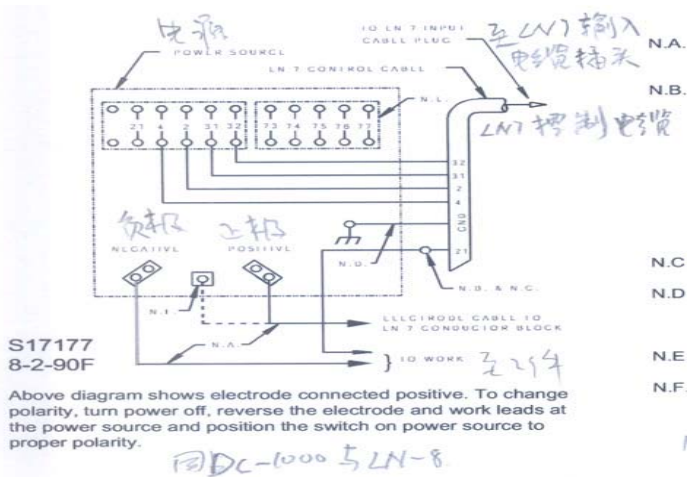 电源
POWER SOURCE
TO LN 7 INPUT
CABLE PLUG
至LN7输入
电缆插头
LN 7 CONTROL CABLE
LN7控制电缆
N.A.
N.B.
N.L.
21 4 2 31 32
73 74 75 76 77
32
31
2
4
GND
21
负极
NEGATIVE
正极
POSITIVE
N.D.
N.B. & N.C.
N.F.
N.A.
ELECTRODE CABLE TO
LN 7 CONDUCTOR BLOCK
TO WORK
至工件
N.C
N.D
N.E
N.F.
S17177
8-2-90F
Above diagram shows electrode connected positive. To change
polarity, turn power off, reverse the electrode and work leads at
the power source and position the switch on power source to
proper polarity.
同DC-1000与LN-8